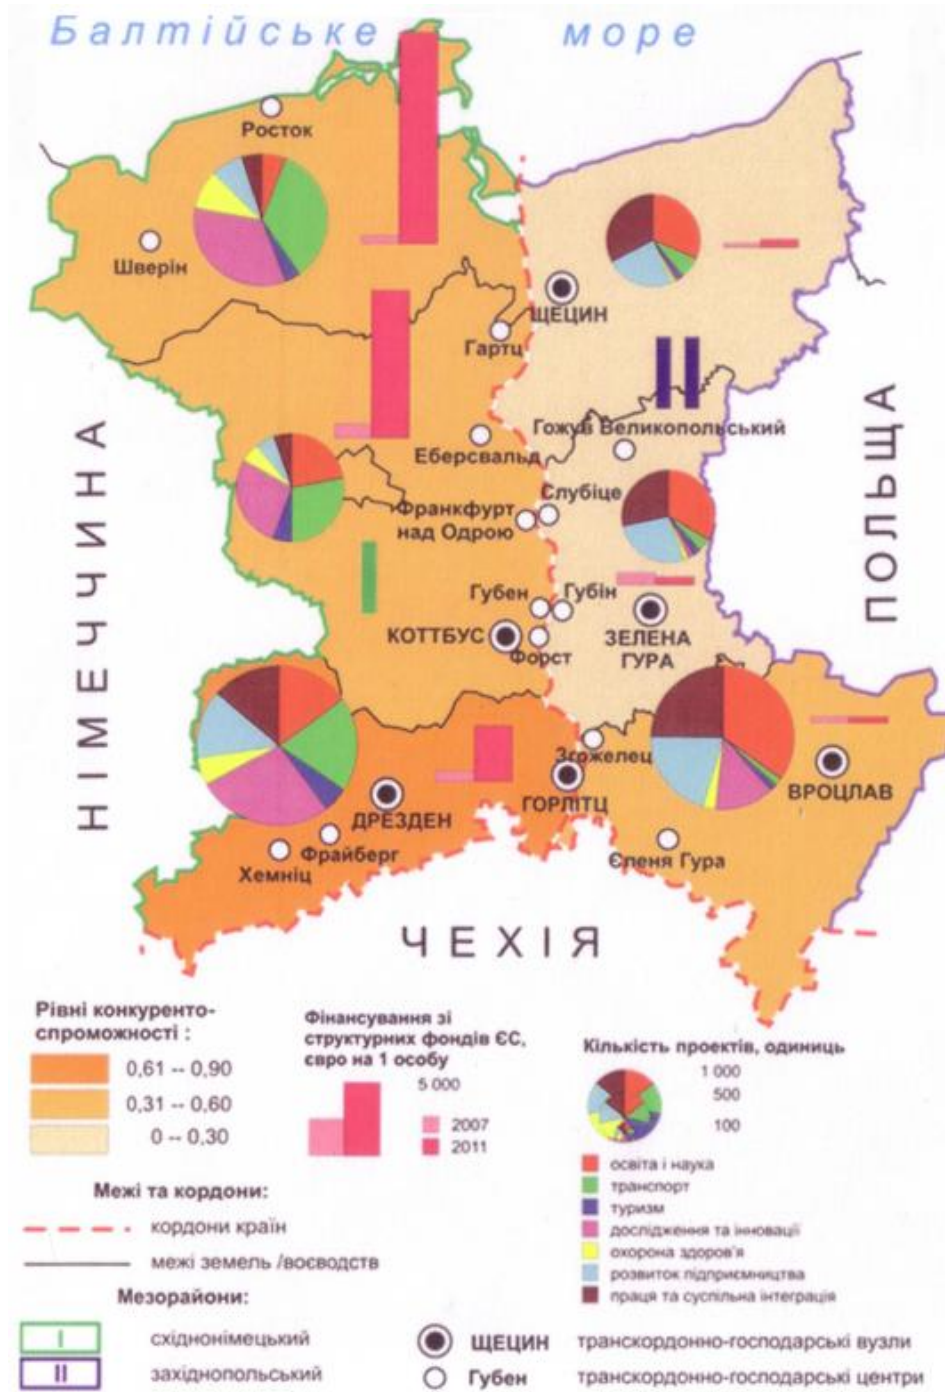 Балтійське море
Росток
Шверін
ЩЕЦИН
Гартц
Гожув Великопольський
Еберсвальд
Слубіце
Франкфурт
над Одрою
НІМЕЧЧИНА
ПОЛЬЩА
Губен
Губін
КОТТБУС
Форст
ЗЕЛЕНА
ГУРА
Згожелец
ВРОЦЛАВ
ГОРЛІТЦ
ДРЕЗДЕН
Фрайберг
Хемніц
Єленя Гура
ЧЕХІЯ
Рівні конкуренто-
спроможності :
0,61 -- 0,90
0,31 -- 0,60
0 -- 0,30
Фінансування зі
структурних фондів ЄС,
євро на 1 особу
5 000
2007
2011
Кількість проектів, одиниць
1 000
500
100
освіта і наука
транспорт
туризм
дослідження та інновації
охорона здоров'я
розвиток підприємництва
праця та суспільна інтеграція
Межі та кордони:
кордони країн
межі земель /воєводств
Мезорайони:
I
східнонімецький
II
західнопольський
ЩЕЦИН
транскордонно-господарські вузли
Губен
транскордонно-господарські центри